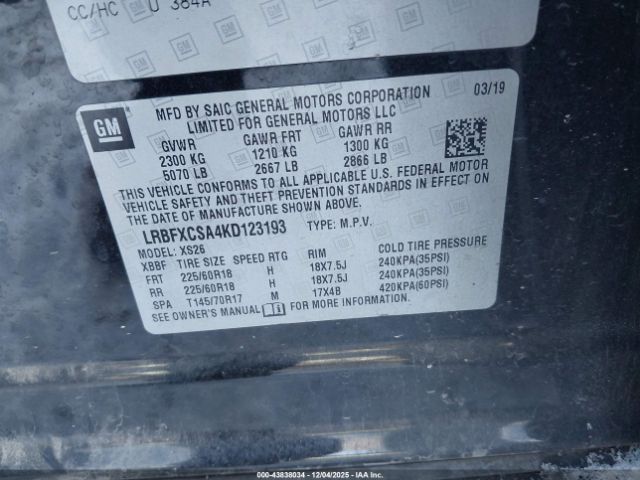 CC/HC U 384A
GM
MFD BY SAIC GENERAL MOTORS CORPORATION 03/19
LIMITED FOR GENERAL MOTORS LLC
GVWR GAWR FRT GAWR RR
2300 KG 1210 KG 1300 KG
5070 LB 2667 LB 2866 LB
THIS VEHICLE CONFORMS TO ALL APPLICABLE U.S. FEDERAL MOTOR
VEHICLE SAFETY AND THEFT PREVENTION STANDARDS IN EFFECT ON
THE DATE OF MANUFACTURE SHOWN ABOVE.
LRBFXCSA4KD123193 TYPE: M.P.V.
MODEL: XS26
XBBF TIRE SIZE SPEED RTG RIM COLD TIRE PRESSURE
FRT 225/60R18 H 18X7.5J 240KPA(35PSI)
RR 225/60R18 H 18X7.5J 240KPA(35PSI)
SPA T145/70R17 M 17X4B 420KPA(60PSI)
SEE OWNER'S MANUAL FOR MORE INFORMATION.
000-43838034 - 12/04/2025 - IAAI.COM